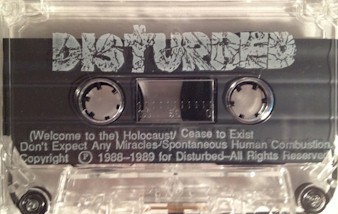 DISTURBED
(Welcome to the) Holocaust/ Cease to Exist
Don't Expect Any Miracles/Spontaneous Human Combustion
Copyright Ⓟ 1988-1989 for Disturbed-All Rights Reserved